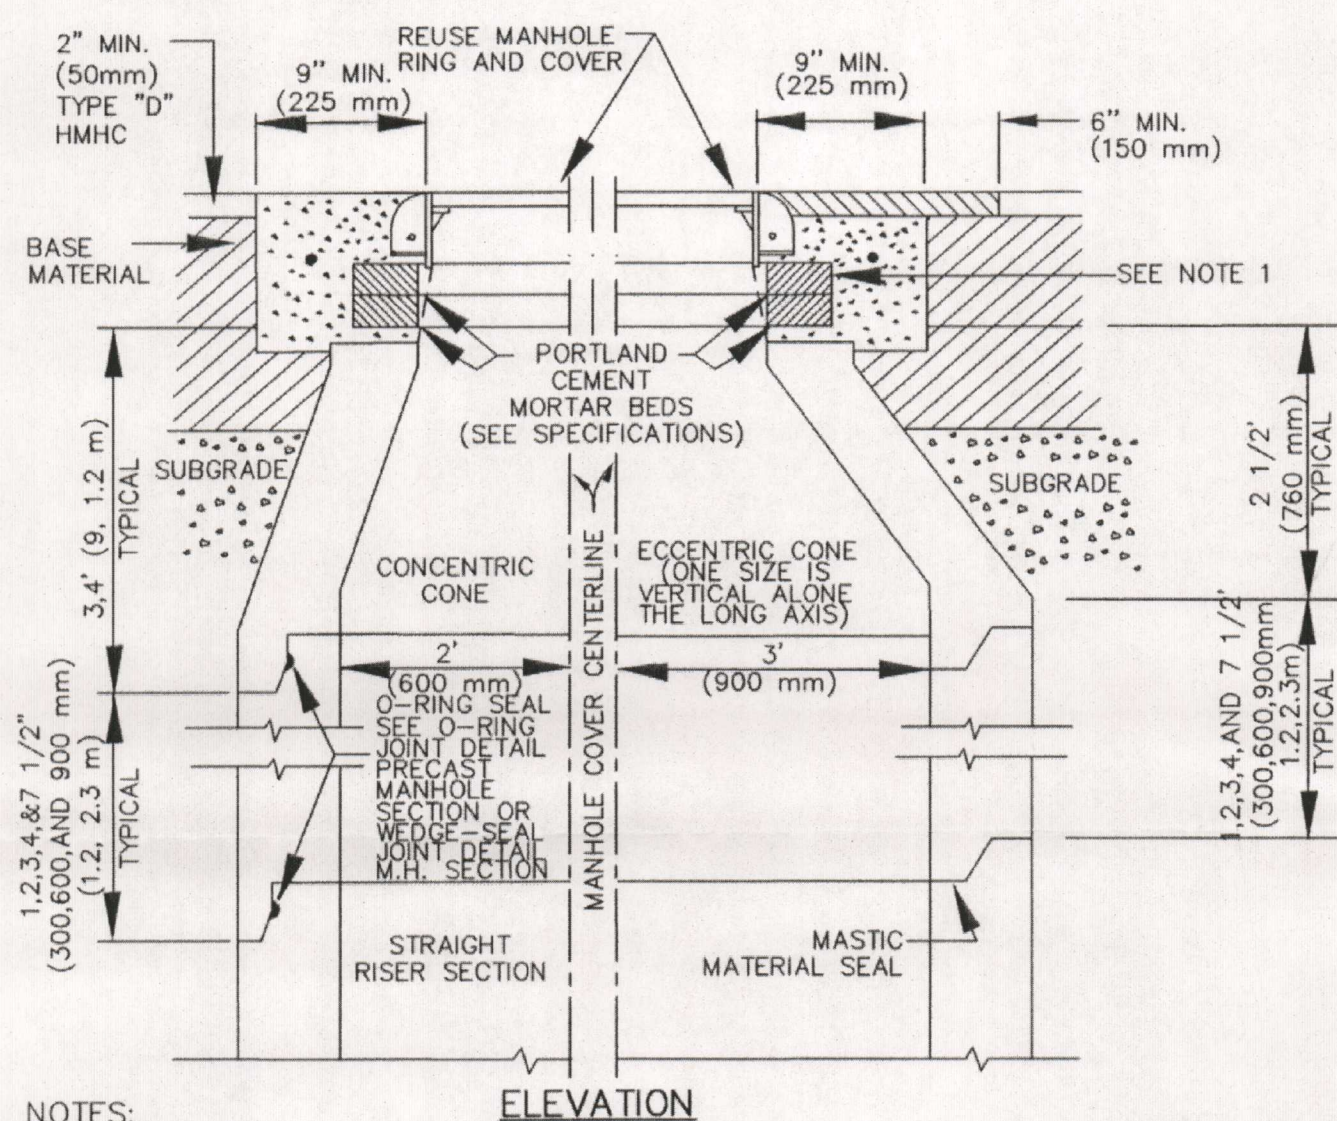 2" MIN.
(50mm)
TYPE "D"
HMHC
9" MIN.
(225 mm)
REUSE MANHOLE
RING AND COVER
9" MIN.
(225 mm)
6" MIN.
(150 mm)
BASE
MATERIAL
SEE NOTE 1
PORTLAND
CEMENT
MORTAR BEDS
(SEE SPECIFICATIONS)
SUBGRADE
SUBGRADE
3,4' (9, 1.2 m)
TYPICAL
2 1/2'
(760 mm)
TYPICAL
CONCENTRIC
CONE
ECCENTRIC CONE
(ONE SIZE IS
VERTICAL ALONE
THE LONG AXIS)
MANHOLE COVER CENTERLINE
2'
(600 mm)
3'
(900 mm)
O-RING SEAL
SEE O-RING
JOINT DETAIL
PRECAST
MANHOLE
SECTION OR
WEDGE-SEAL
JOINT DETAIL
M.H. SECTION
1,2,3,4,&7 1/2"
(300,600,AND 900 mm)
(1.2, 2.3 m)
TYPICAL
1,2,3,4,AND 7 1/2'
(300,600,900mm
1.2,2.3m)
TYPICAL
STRAIGHT
RISER SECTION
MASTIC
MATERIAL SEAL
ELEVATION
NOTES: